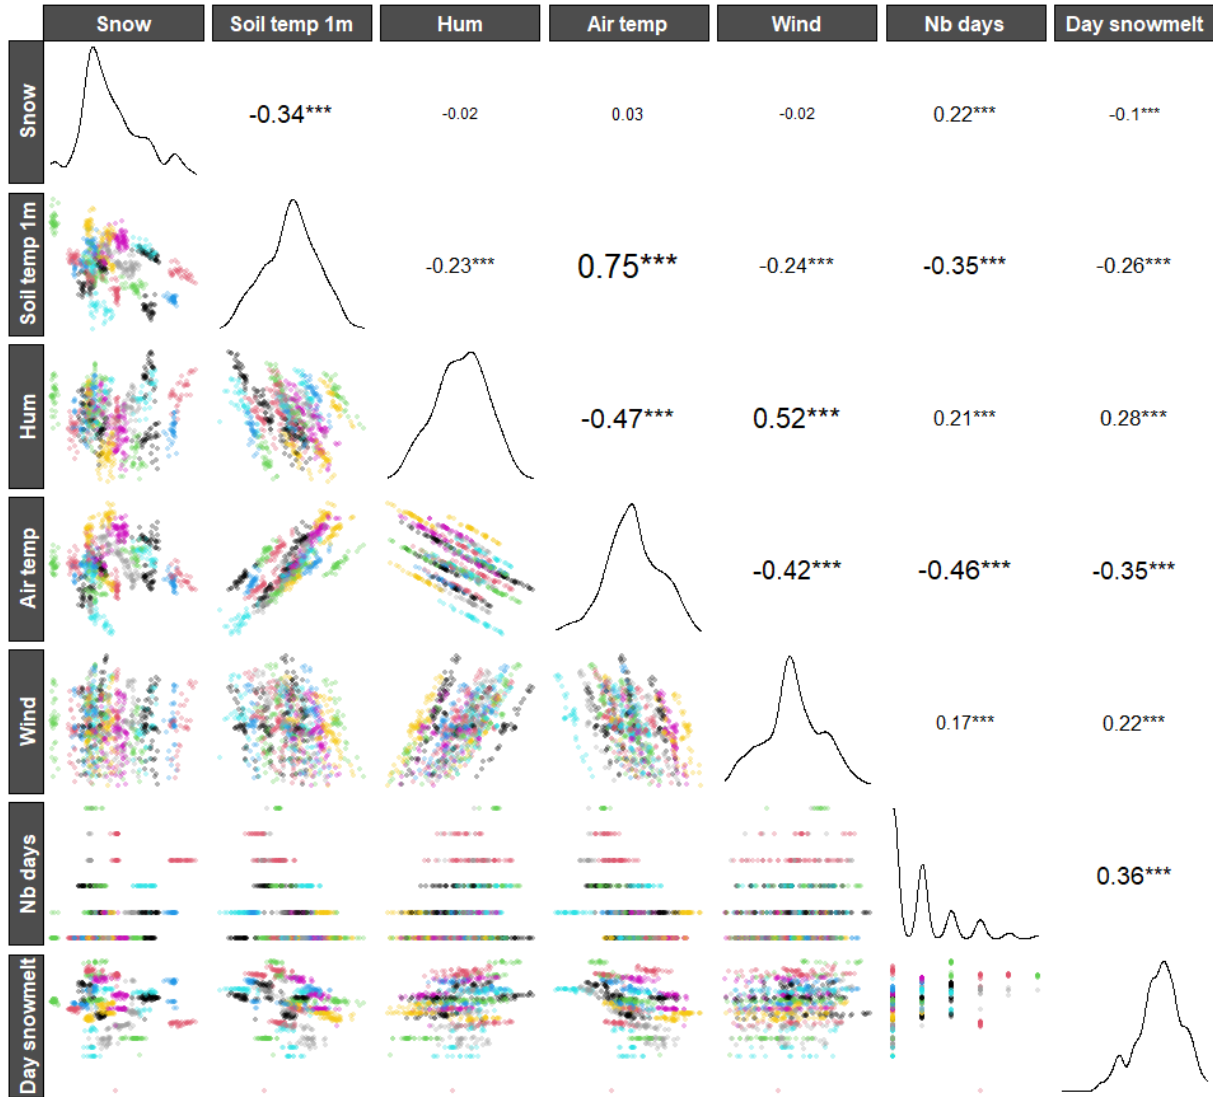 Snow Soil temp 1m Hum Air temp Wind Nb days Day snowmelt
Snow -0.34*** -0.02 0.03 -0.02 0.22*** -0.1***
Soil temp 1m -0.23*** 0.75*** -0.24*** -0.35*** -0.26***
Hum -0.47*** 0.52*** 0.21*** 0.28***
Air temp -0.42*** -0.46*** -0.35***
Wind 0.17*** 0.22***
Nb days 0.36***
Day snowmelt